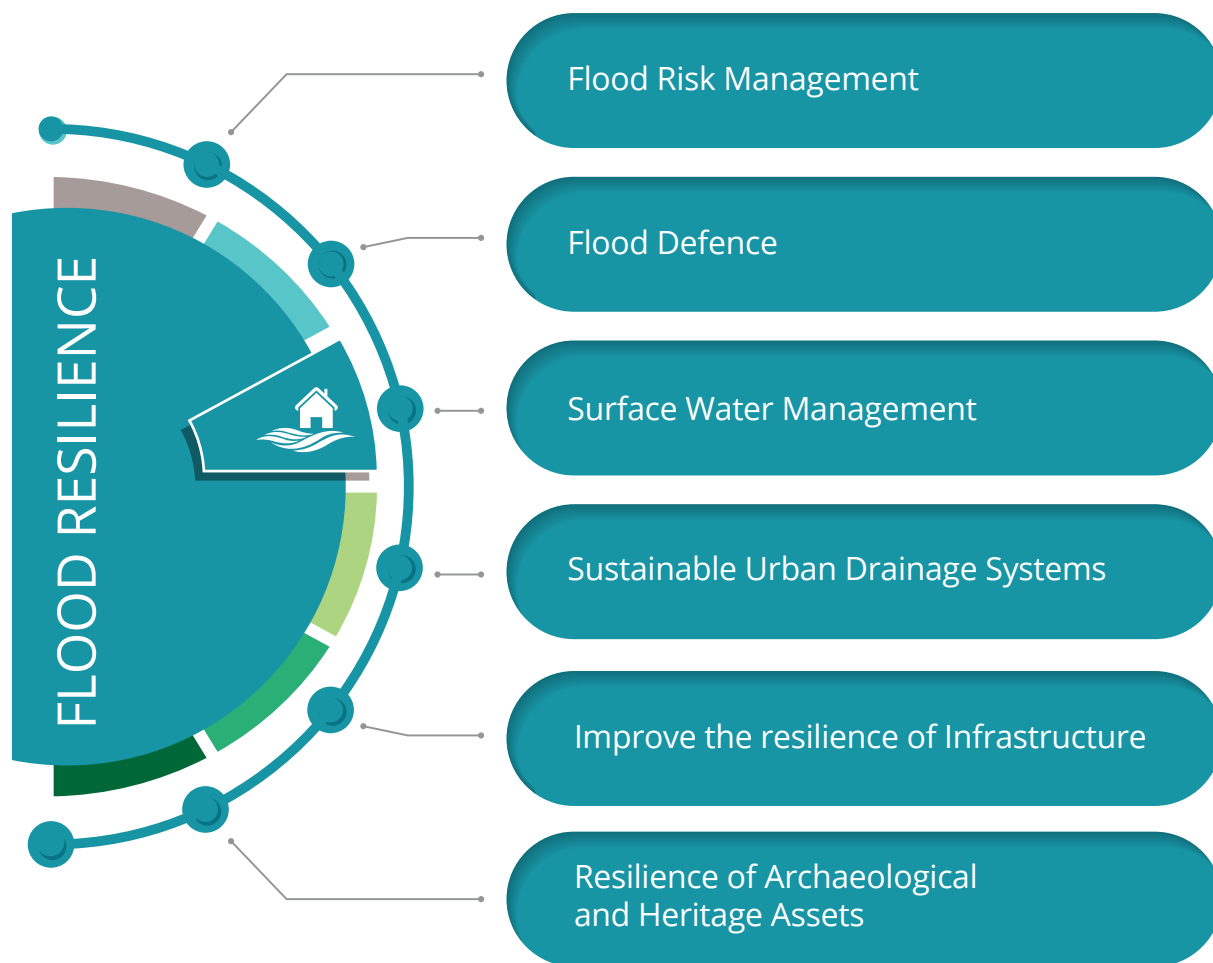 FLOOD RESILIENCE
Flood Risk Management
Flood Defence
Surface Water Management
Sustainable Urban Drainage Systems
Improve the resilience of Infrastructure
Resilience of Archaeological
and Heritage Assets